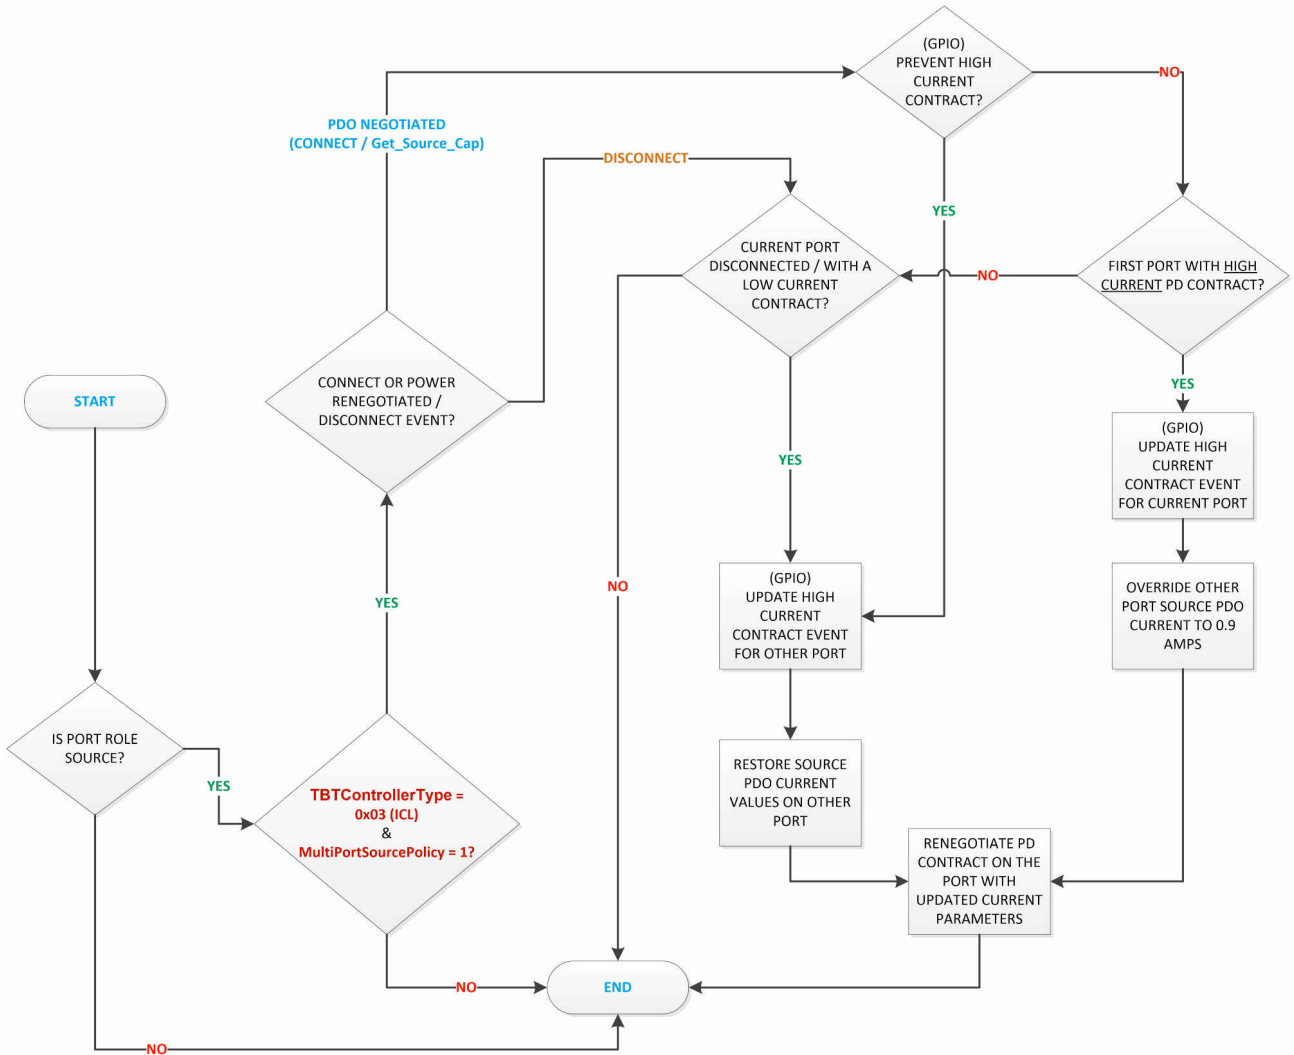 (GPIO)
PREVENT HIGH
CURRENT
CONTRACT?
NO
PDO NEGOTIATED
(CONNECT / Get_Source_Cap)
DISCONNECT
YES
CURRENT PORT
DISCONNECTED / WITH A
LOW CURRENT
CONTRACT?
NO
FIRST PORT WITH HIGH
CURRENT PD CONTRACT?
START
CONNECT OR POWER
RENEGOTIATED /
DISCONNECT EVENT?
YES
(GPIO)
UPDATE HIGH
CURRENT
CONTRACT EVENT
FOR CURRENT PORT
YES
NO
YES
(GPIO)
UPDATE HIGH
CURRENT
CONTRACT EVENT
FOR OTHER PORT
OVERRIDE OTHER
PORT SOURCE PDO
CURRENT TO 0.9
AMPS
IS PORT ROLE
SOURCE?
YES
TBTControllerType =
0x03 (ICL)
&
MultiPortSourcePolicy = 1?
RESTORE SOURCE
PDO CURRENT
VALUES ON OTHER
PORT
RENEGOTIATE PD
CONTRACT ON THE
PORT WITH
UPDATED CURRENT
PARAMETERS
NO
END
NO